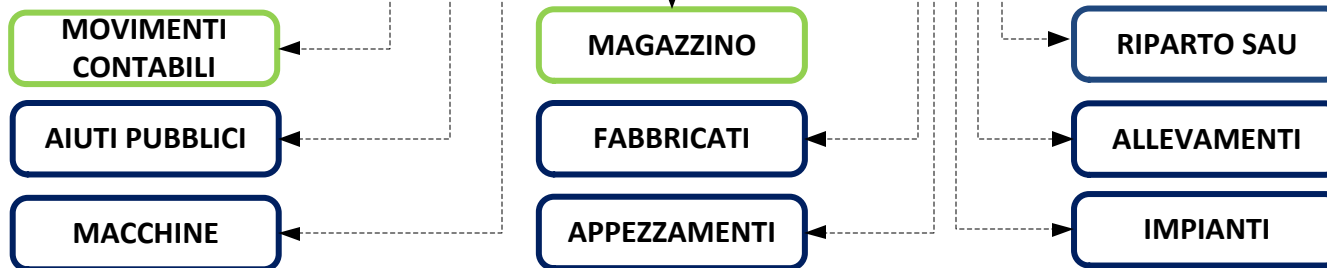 MOVIMENTI
CONTABILI
MAGAZZINO
RIPARTO SAU
AIUTI PUBBLICI
FABBRICATI
ALLEVAMENTI
MACCHINE
APPEZZAMENTI
IMPIANTI